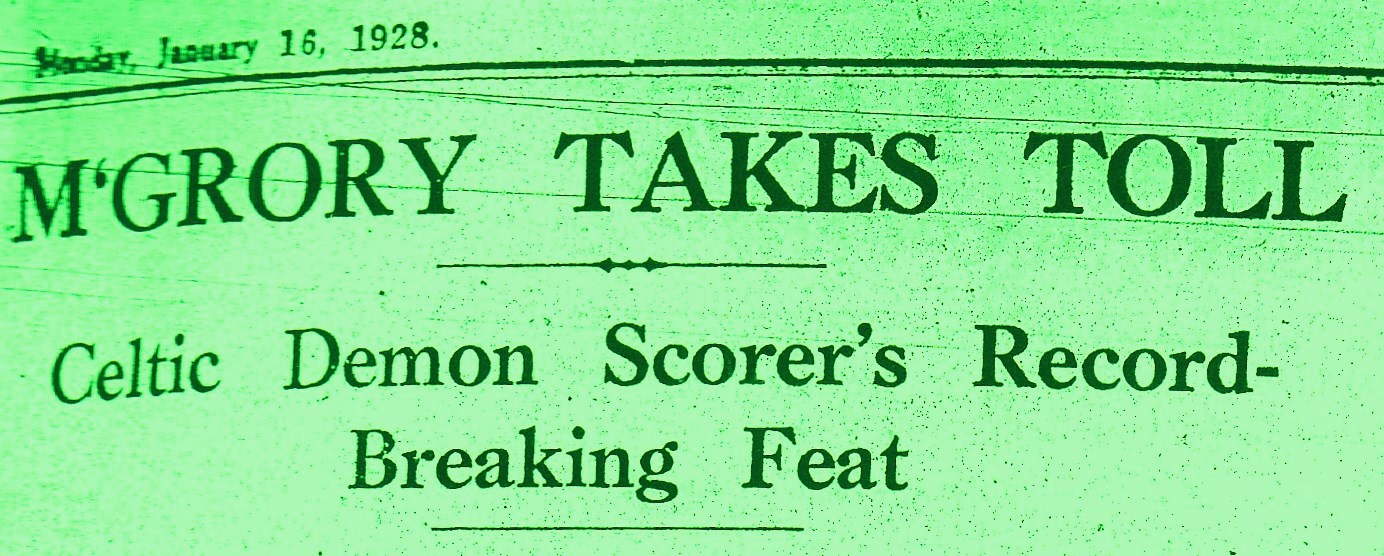 Monday, January 16, 1928.
M'GRORY TAKES TOLL
Celtic Demon Scorer's Record-
Breaking Feat